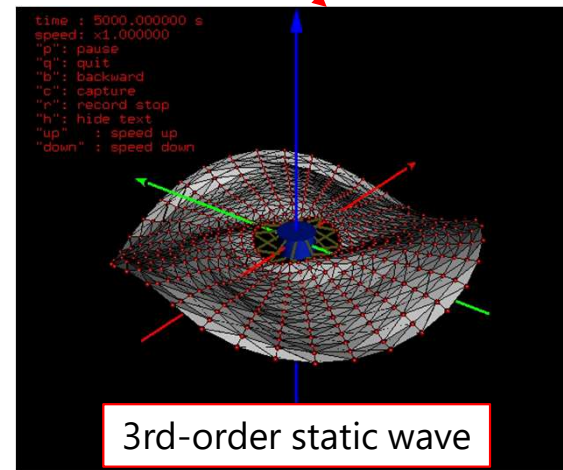 time : 5000.000000 s
speed: x1.000000
"p": pause
"q": quit
"b": backward
"c": capture
"r": record stop
"h": hide text
"up"   : speed up
"down" : speed down
3rd-order static wave